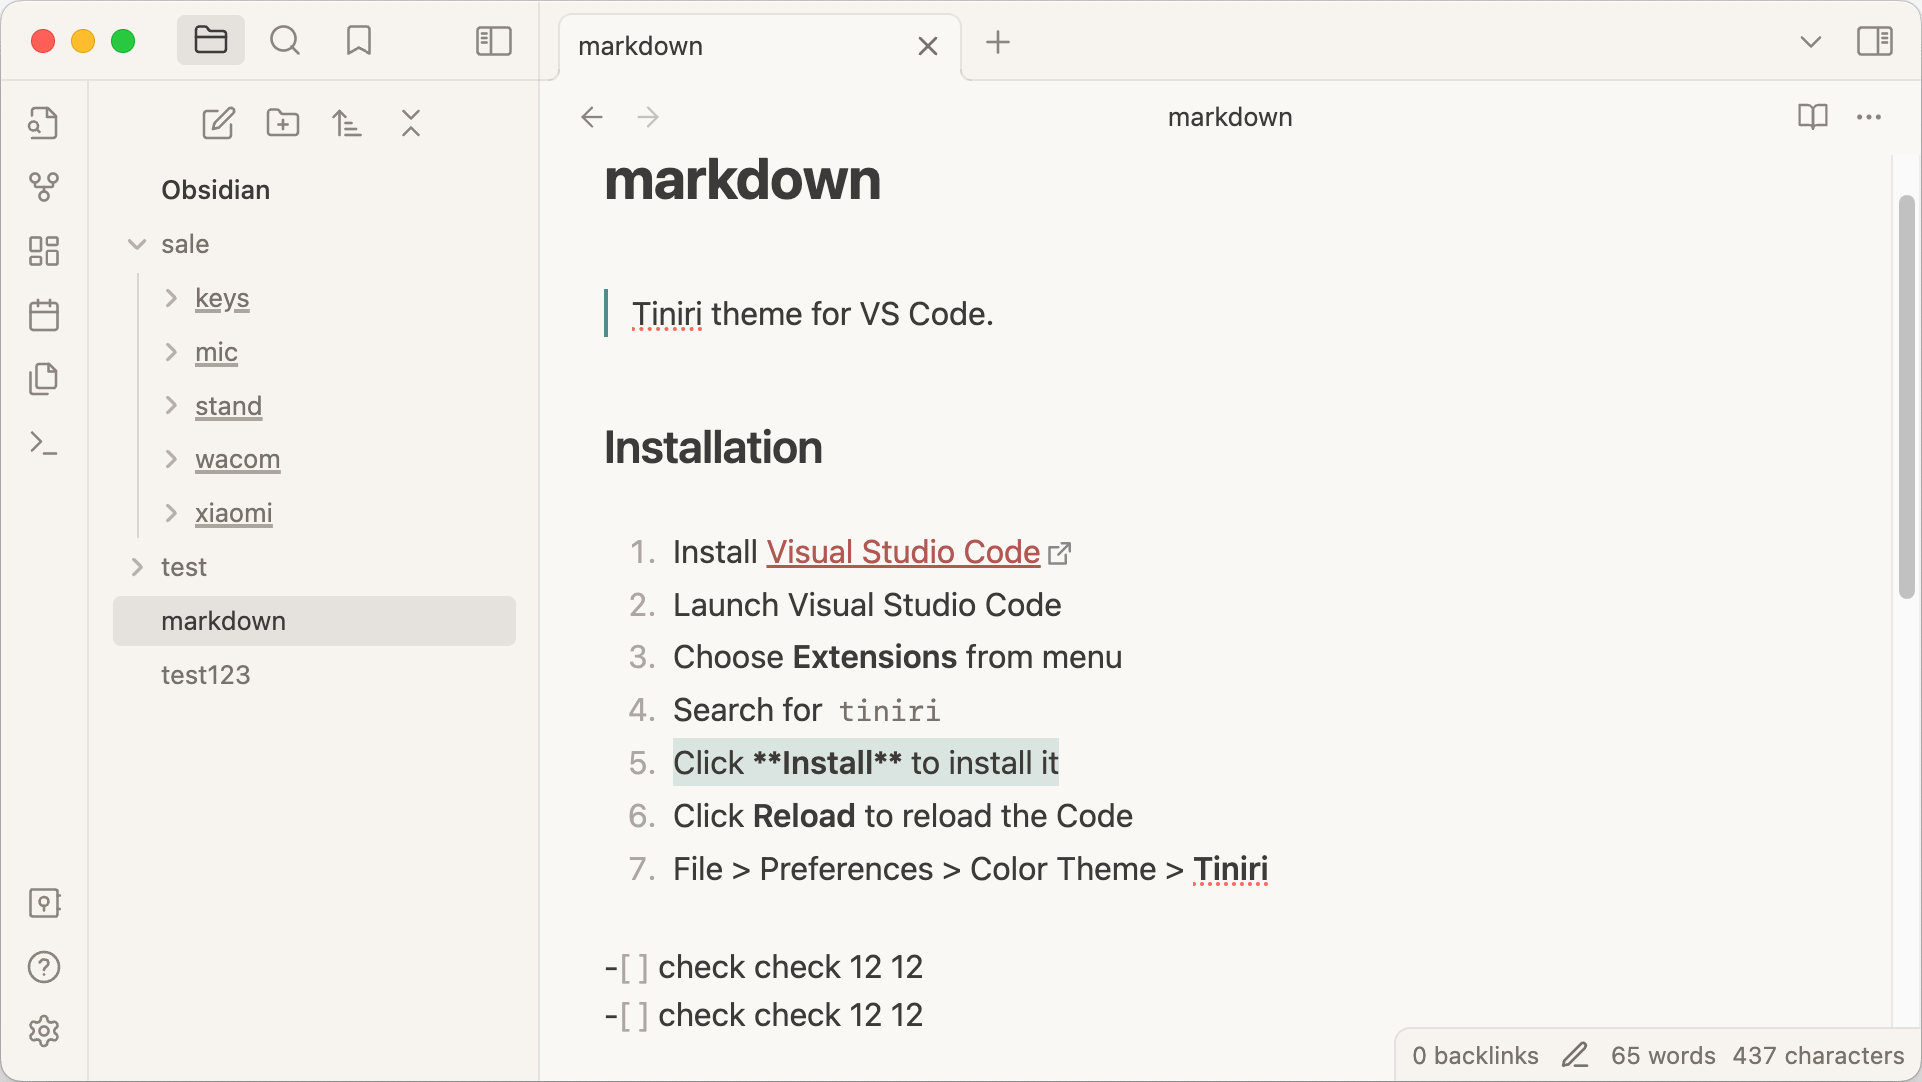 markdown
markdown
Obsidian
sale
keys
mic
stand
wacom
xiaomi
test
markdown
test123
markdown
Tiniri theme for VS Code.
Installation
1. Install Visual Studio Code
2. Launch Visual Studio Code
3. Choose Extensions from menu
4. Search for tiniri
5. Click **Install** to install it
6. Click Reload to reload the Code
7. File > Preferences > Color Theme > Tiniri
-[ ] check check 12 12
-[ ] check check 12 12
0 backlinks 65 words 437 characters